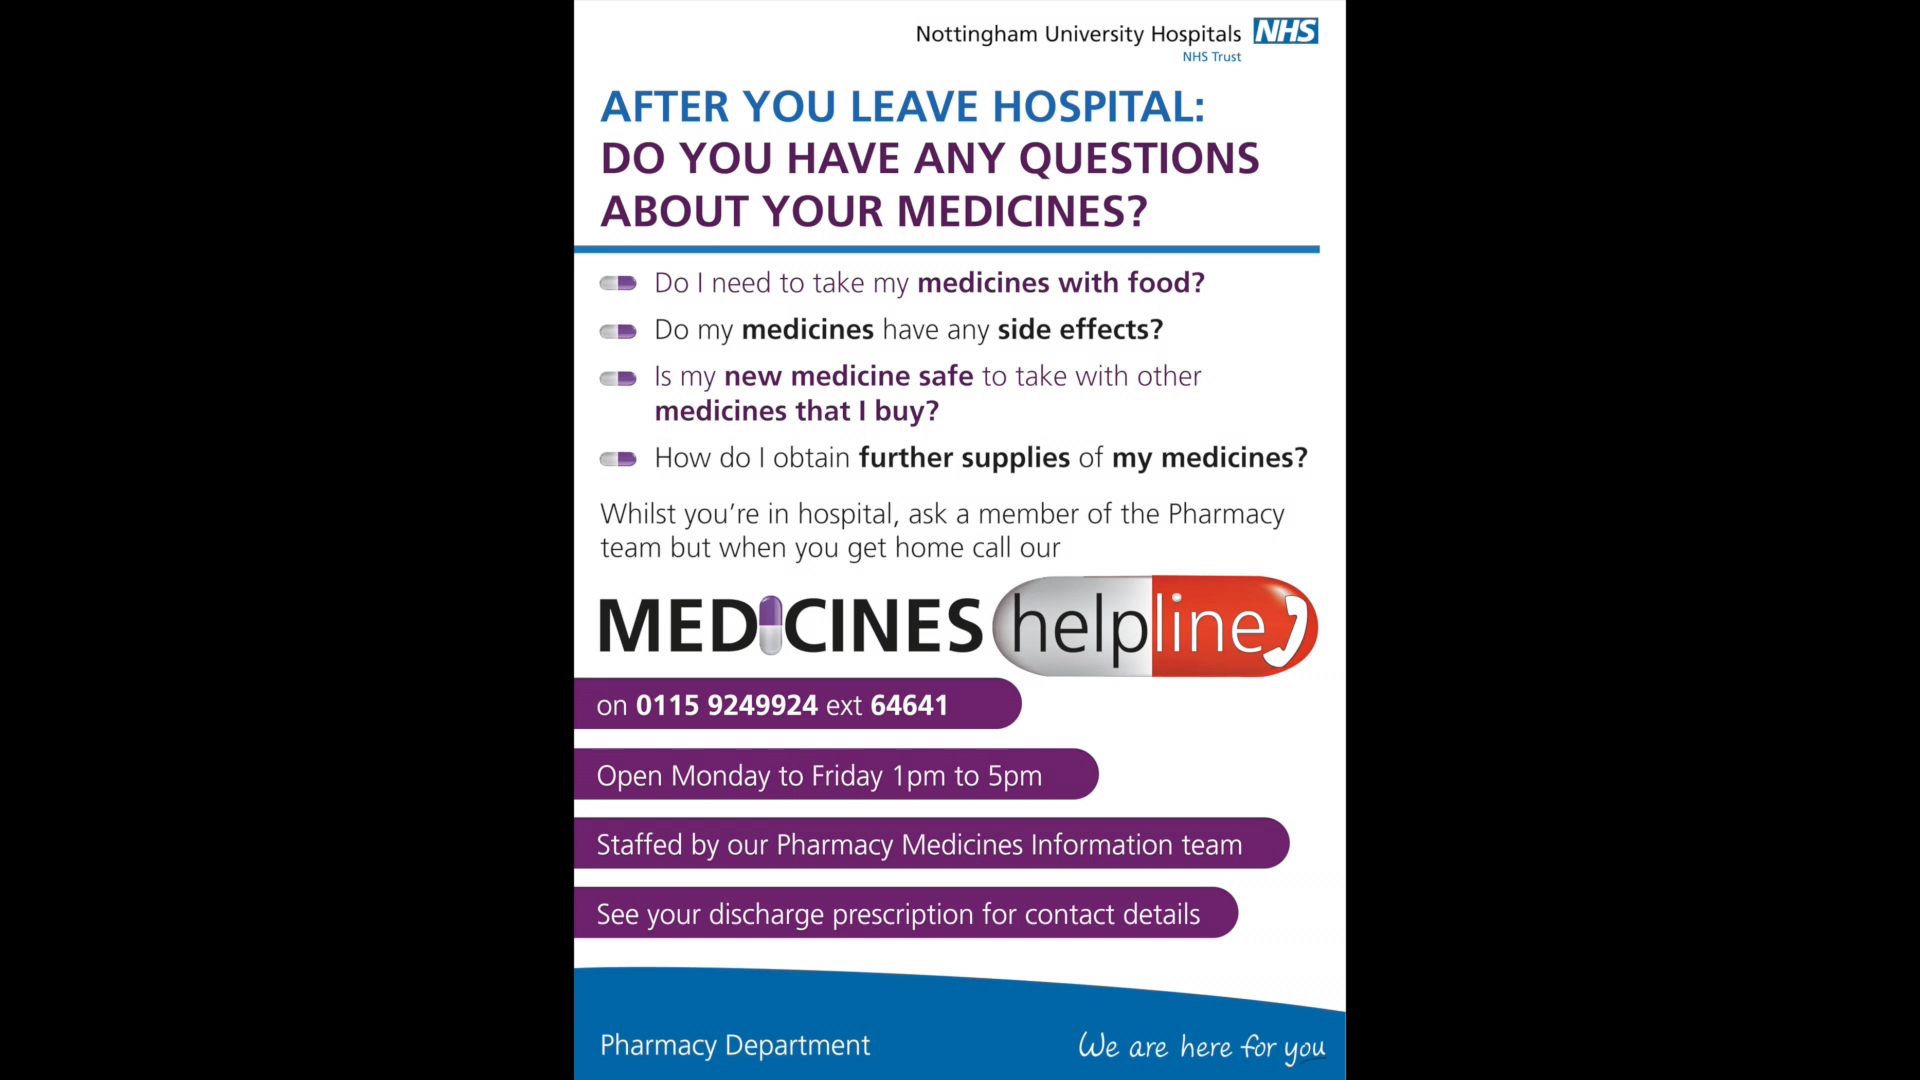 Nottingham University Hospitals NHS
NHS Trust
AFTER YOU LEAVE HOSPITAL:
DO YOU HAVE ANY QUESTIONS
ABOUT YOUR MEDICINES?
Do I need to take my medicines with food?
Do my medicines have any side effects?
Is my new medicine safe to take with other
medicines that I buy?
How do I obtain further supplies of my medicines?
Whilst you're in hospital, ask a member of the Pharmacy
team but when you get home call our
MEDICINES helpline
on 0115 9249924 ext 64641
Open Monday to Friday 1pm to 5pm
Staffed by our Pharmacy Medicines Information team
See your discharge prescription for contact details
Pharmacy Department
We are here for you